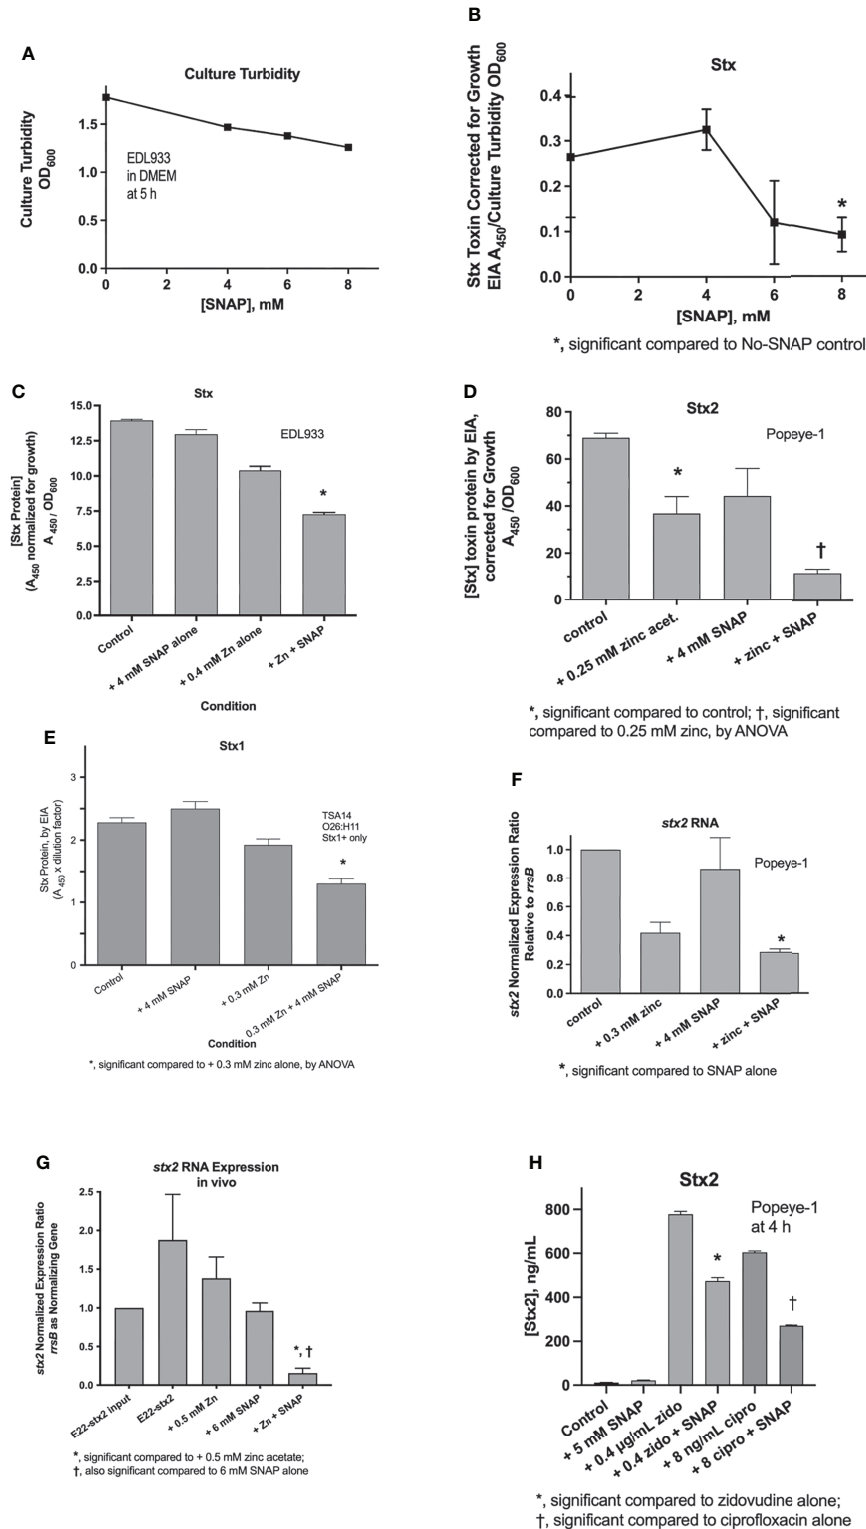 A
Culture Turbidity
Culture Turbidity
OD600
1.5
1.0
0.5
0.0
EDL933
in DMEM
at 5 h
0 2 4 6 8
[SNAP], mM
B
Stx
Stx Toxin Corrected for Growth
EIA A450/Culture Turbidity OD600
0.4
0.3
0.2
0.1
0.0
*
0 2 4 6 8
[SNAP], mM
*, significant compared to No-SNAP control
C
Stx
[Stx Protein]
(A450 normalized for growth)
A 450 / OD600
15.0
12.5
10.0
7.5
5.0
2.5
0.0
EDL933
*
Control
+ 4 mM SNAP alone
+ 0.4 mM Zn alone
+ Zn + SNAP
Condition
D
Stx2
[Stx] toxin protein by EIA,
corrected for Growth
A450 /OD600
80
60
40
20
0
Popeye-1
*
†
control
+ 0.25 mM zinc acet.
+ 4 mM SNAP
+ zinc + SNAP
*, significant compared to control; †, significant
compared to 0.25 mM zinc, by ANOVA
E
Stx1
Stx Protein, by EIA
(A 450 x dilution factor)
3
2
1
0
TSA14
O26:H11
Stx1+ only
*
Control
+ 4 mM SNAP
+ 0.3 mM Zn
0.3 mM Zn + 4 mM SNAP
Condition
*, significant compared to + 0.3 mM zinc alone, by ANOVA
F
stx2 RNA
stx2 Normalized Expression Ratio
Relative to rrsB
1.0
0.8
0.6
0.4
0.2
0.0
Popeye-1
*
control
+ 0.3 mM zinc
+ 4 mM SNAP
+ zinc + SNAP
*, significant compared to SNAP alone
G
stx2 RNA Expression
in vivo
stx2 Normalized Expression Ratio
rrsB as Normalizing Gene
2.5
2.0
1.5
1.0
0.5
0.0
*, †
E22-stx2 input
E22-stx2
+ 0.5 mM Zn
+ 6 mM SNAP
+ Zn + SNAP
*, significant compared to + 0.5 mM zinc acetate;
†, also significant compared to 6 mM SNAP alone
H
Stx2
[Stx2], ng/mL
800
600
400
200
0
Popeye-1
at 4 h
*
†
Control
+ 5 mM SNAP
+ 0.4 µg/mL zido
+ 0.4 zido + SNAP
+ 8 ng/mL cipro
+ 8 cipro + SNAP
*, significant compared to zidovudine alone;
†, significant compared to ciprofloxacin alone